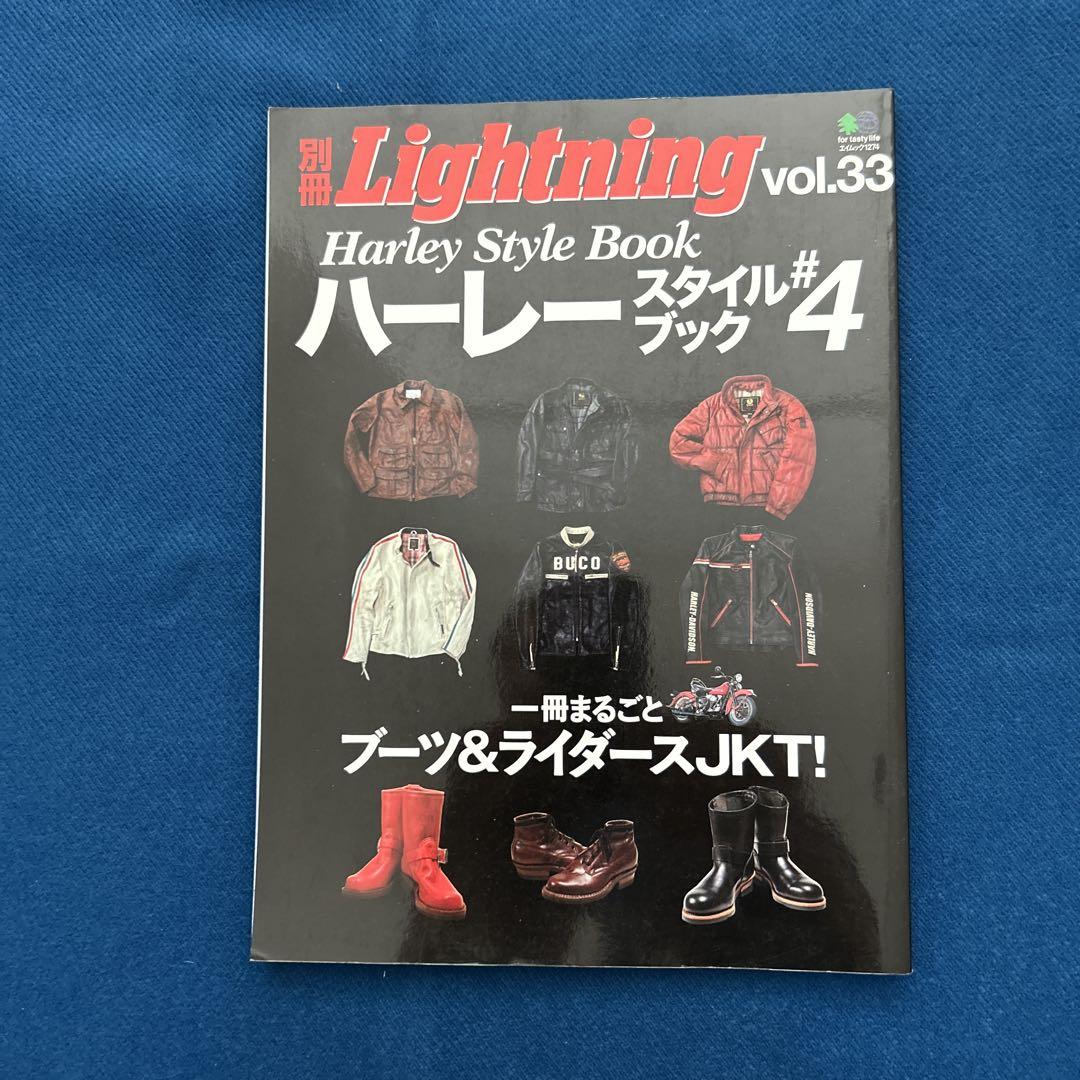 別冊 Lightning vol.33
for tasty life
エイムック1274
Harley Style Book
ハーレースタイルブック #4
BUCO
HARLEY-DAVIDSON
HARLEY-DAVIDSON
一冊まるごと
ブーツ&ライダースJKT!